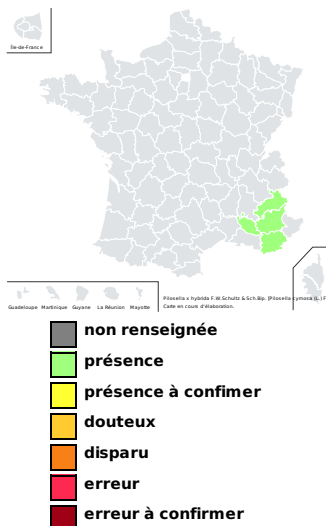 Île-de-France
Guadeloupe Martinique Guyane La Réunion Mayotte
Pilosella x hybrida F.W.Schultz & Sch.Bip. [Pilosella cymosa (L.) F
Carte en cours d'élaboration.
non renseignée
présence
présence à confimer
douteux
disparu
erreur
erreur à confirmer